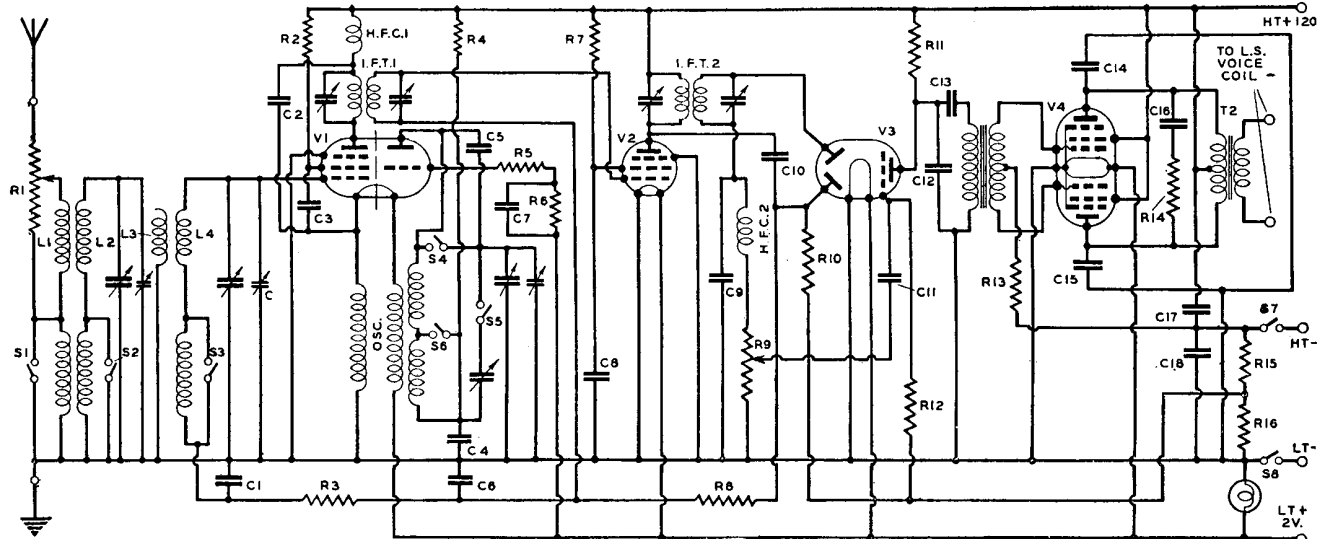 HT+120
R2
H.F.C.1
R4
R7
R11
TO L.S.
VOICE
COIL -
I.F.T.1
I.F.T.2
C13
C14
C2
V1
C5
V2
V3
V4
C16
T2
R1
R5
C10
C12
R14
L1
L2
L3
L4
C3
C7
R6
H.F.C.2
S4
R10
C9
C11
R13
C15
C
OSC.
S5
C17
S7
HT-
S1
S2
S3
S6
C8
R9
C18
R15
R12
R16
C4
LT-
C1
R3
C6
R8
S8
LT+
2V.